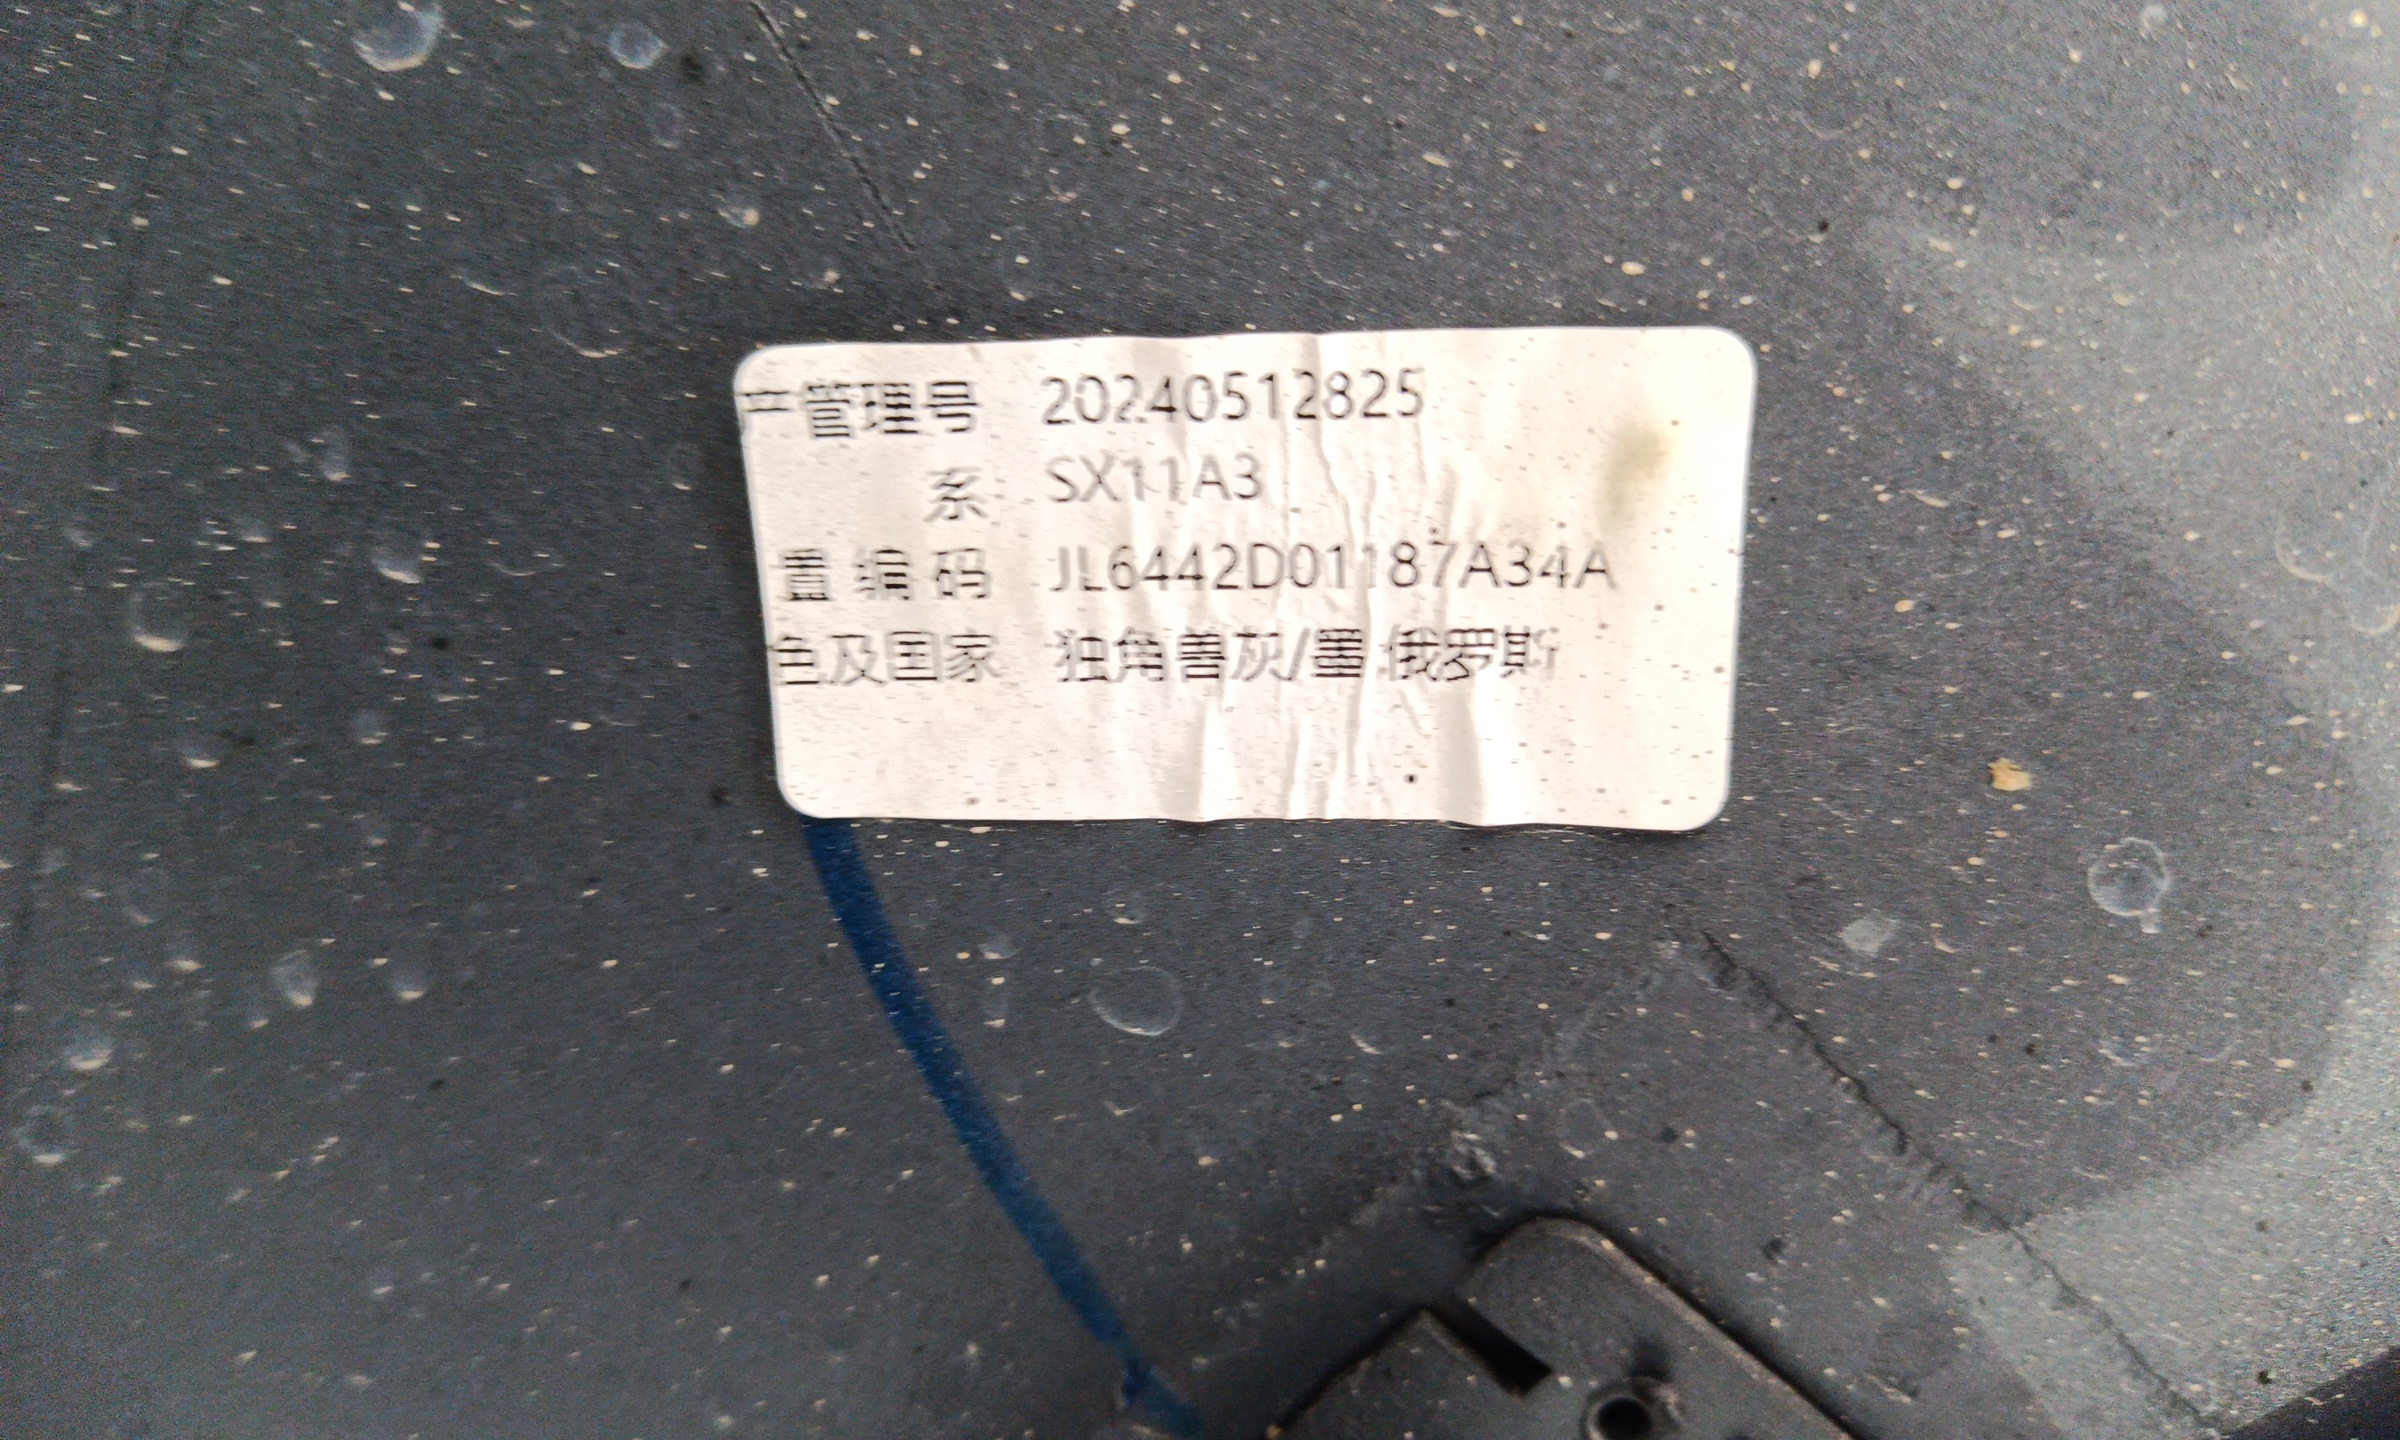 产管理号 20240512825
系 SX11A3
置编码 JL6442D01187A34A
色及国家 独角兽灰/墨 俄罗斯